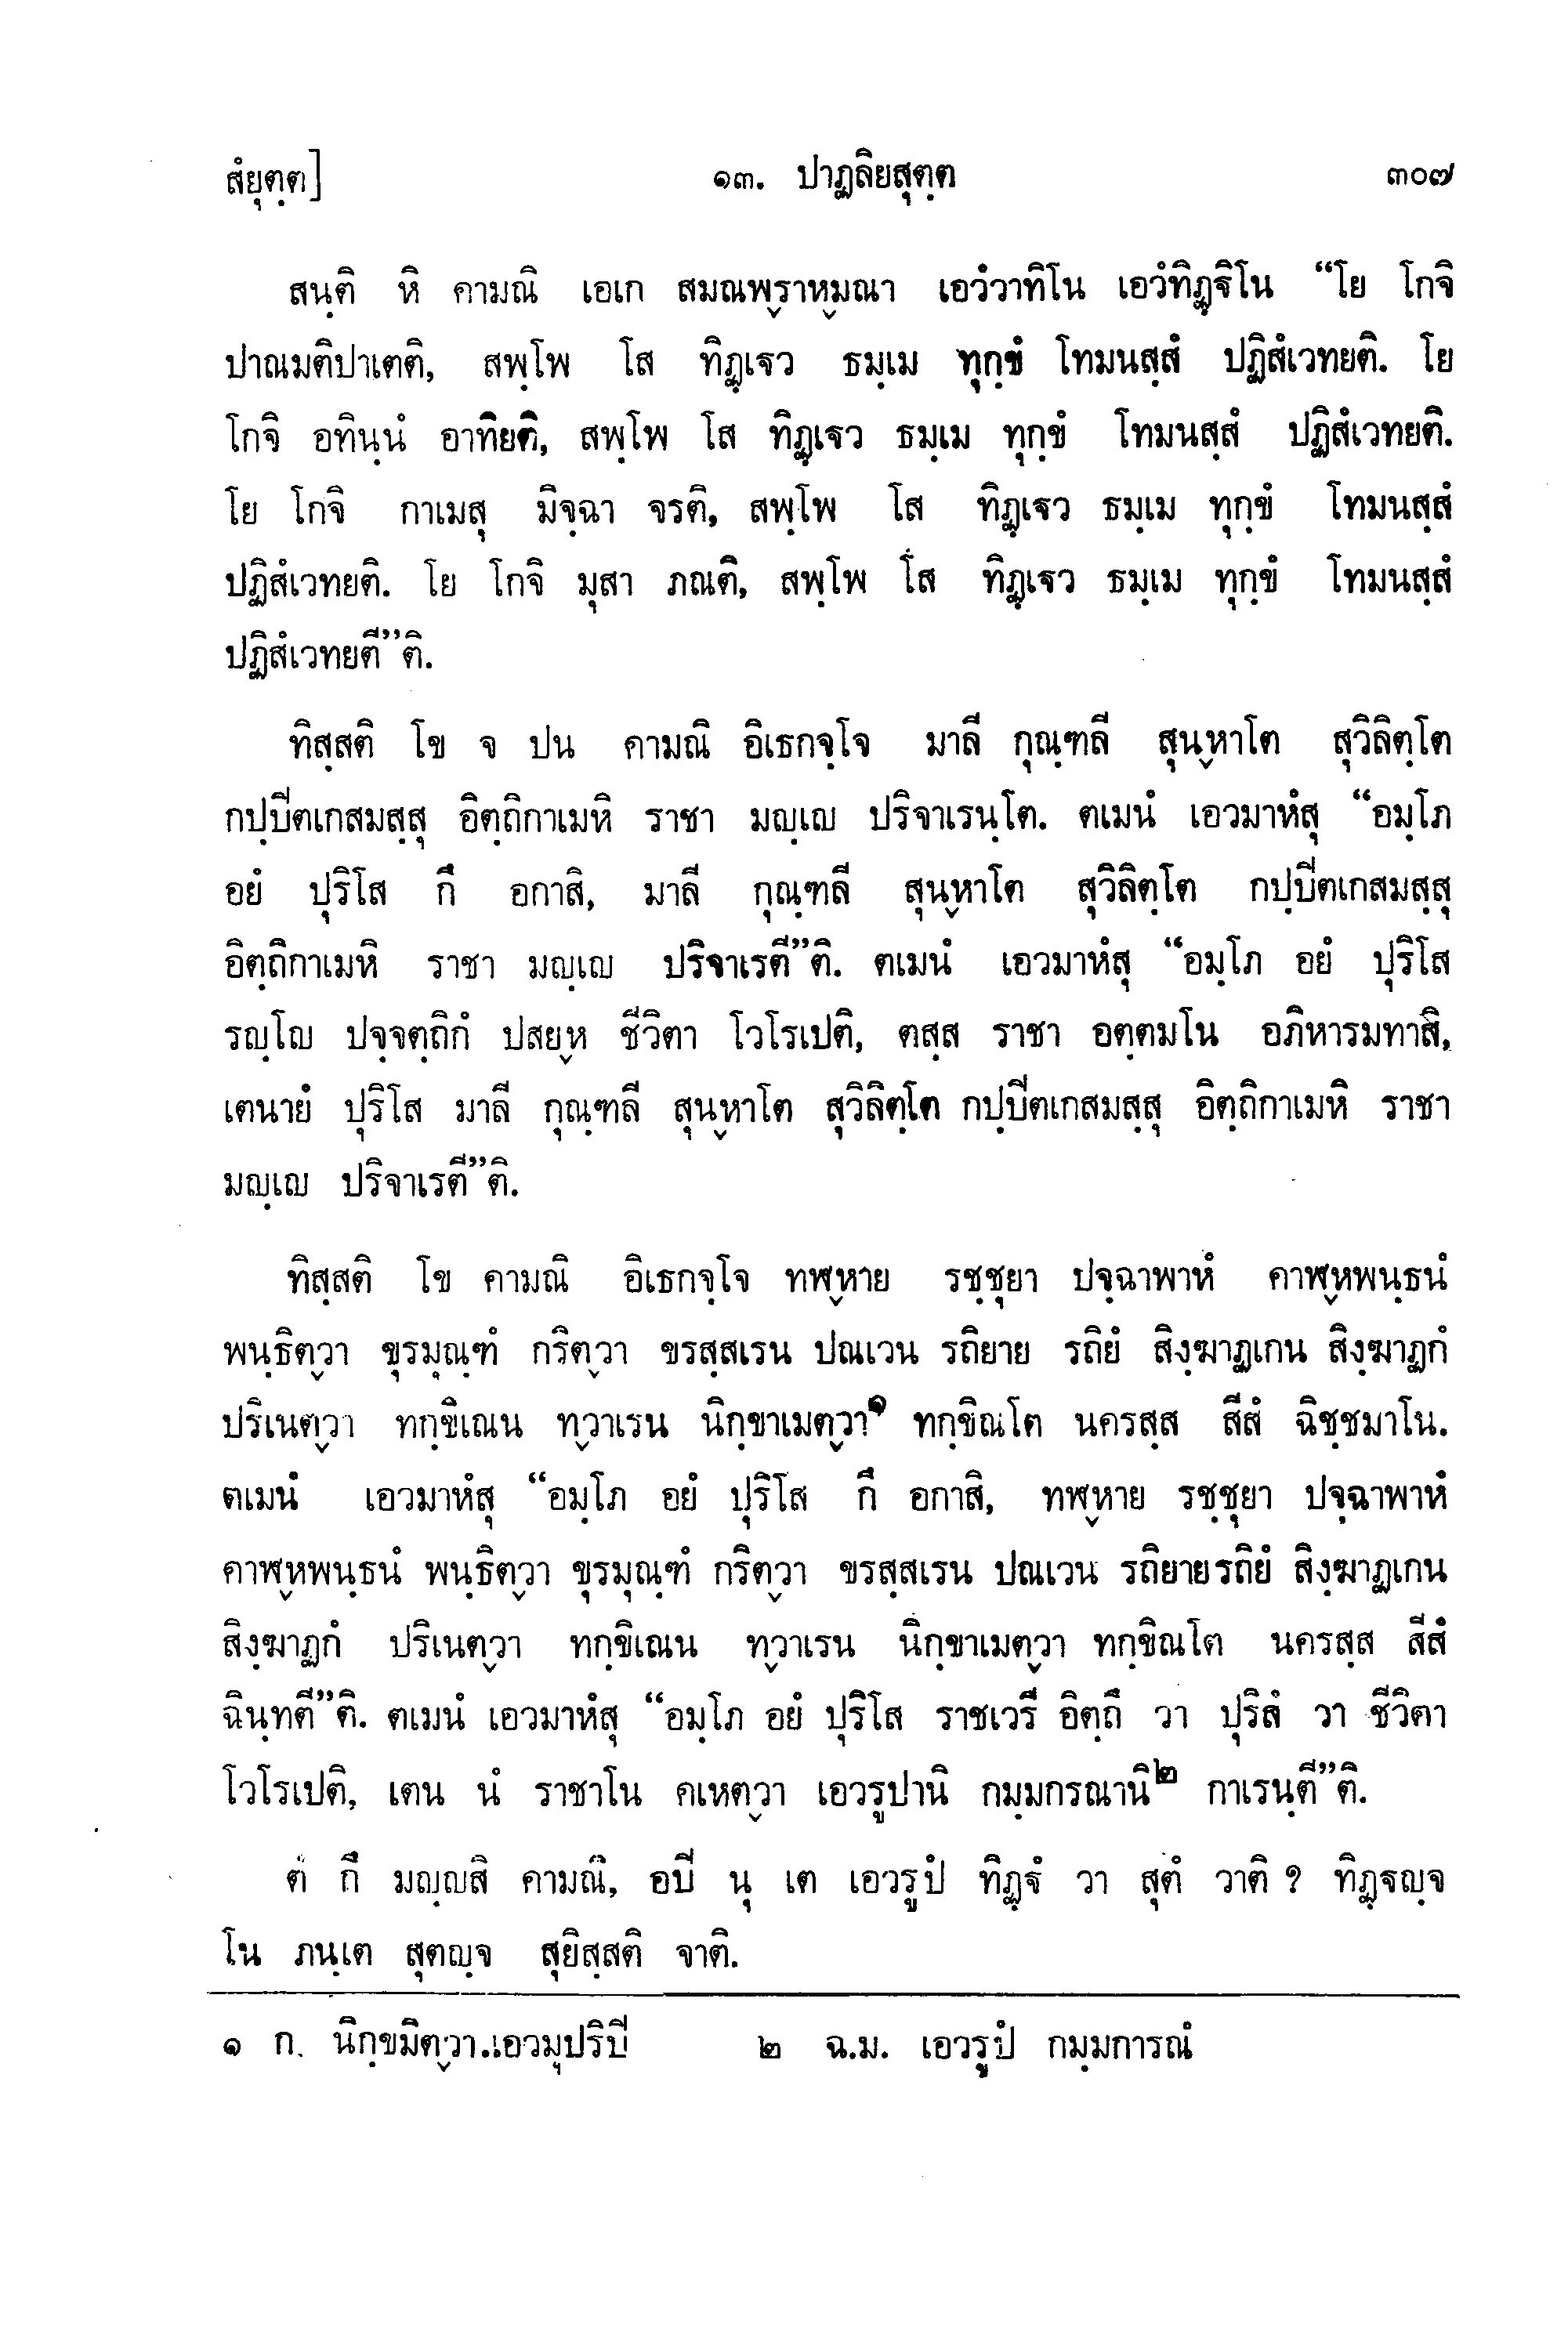 สํยุตฺต] ๑๓. ปาฏลิยสุตฺต ๓๐๗
สนฺติ หิ คามณิ เอเก สมณพฺราหฺมณา เอวํวาทิโน เอวํทิฏฺฐิโน “โย โกจิ
ปาณมติปาเตติ, สพฺโพ โส ทิฏฺเฐว ธมฺเม ทุกฺขํ โทมนสฺสํ ปฏิสํเวทยติ. โย
โกจิ อทินฺนํ อาทิยติ, สพฺโพ โส ทิฏฺเฐว ธมฺเม ทุกฺขํ โทมนสฺสํ ปฏิสํเวทยติ.
โย โกจิ กาเมสุ มิจฺฉา จรติ, สพฺโพ โส ทิฏฺเฐว ธมฺเม ทุกฺขํ โทมนสฺสํ
ปฏิสํเวทยติ. โย โกจิ มุสา ภณติ, สพฺโพ โส ทิฏฺเฐว ธมฺเม ทุกฺขํ โทมนสฺสํ
ปฏิสํเวทยตี”ติ.
ทิสฺสติ โข จ ปน คามณิ อิเธกจฺโจ มาลี กุณฺฑลี สุนฺหาโต สุวิลิตฺโต
กปฺปิตเกสมสฺสุ อิตฺถิกาเมหิ ราชา มญฺเญ ปริจาเรนฺโต. ตเมนํ เอวมาหํสุ “อมฺโภ
อยํ ปุริโส กึ อกาสิ, มาลี กุณฺฑลี สุนฺหาโต สุวิลิตฺโต กปฺปิตเกสมสฺสุ
อิตฺถิกาเมหิ ราชา มญฺเญ ปริจาเรตี”ติ. ตเมนํ เอวมาหํสุ “อมฺโภ อยํ ปุริโส
รญฺโญ ปจฺจตฺถิกํ ปสยฺห ชีวิตา โวโรเปติ, ตสฺส ราชา อตฺตมโน อภิหารมทาสิ,
เตนายํ ปุริโส มาลี กุณฺฑลี สุนฺหาโต สุวิลิตฺโต กปฺปิตเกสมสฺสุ อิตฺถิกาเมหิ ราชา
มญฺเญ ปริจาเรตี”ติ.
ทิสฺสติ โข คามณิ อิเธกจฺโจ ทฬฺหาย รชฺชุยา ปจฺฉาพาหํ คาฬฺหพนฺธนํ
พนฺธิตฺวา ขุรมุณฺฑํ กริตฺวา ขรสฺสเรน ปณเวน รถิยาย รถิยํ สิงฺฆาฏเกน สิงฺฆาฏกํ
ปริเนตฺวา ทกฺขิเณน ทฺวาเรน นิกฺขาเมตฺวา๑ ทกฺขิณโต นครสฺส สีสํ ฉิชฺชมาโน.
ตเมนํ เอวมาหํสุ “อมฺโภ อยํ ปุริโส กึ อกาสิ, ทฬฺหาย รชฺชุยา ปจฺฉาพาหํ
คาฬฺหพนฺธนํ พนฺธิตฺวา ขุรมุณฺฑํ กริตฺวา ขรสฺสเรน ปณเวน รถิยายรถิยํ สิงฺฆาฏเกน
สิงฺฆาฏกํ ปริเนตฺวา ทกฺขิเณน ทฺวาเรน นิกฺขาเมตฺวา ทกฺขิณโต นครสฺส สีสํ
ฉินฺทตี”ติ. ตเมนํ เอวมาหํสุ “อมฺโภ อยํ ปุริโส ราชเวรี อิตฺถึ วา ปุริสํ วา ชีวิตา
โวโรเปติ, เตน นํ ราชาโน คเหตฺวา เอวรูปานิ กมฺมกรณานิ๒ กาเรนฺตี”ติ.
ตํ กึ มญฺญสิ คามณิ, อปิ นุ เต เอวรูปํ ทิฏฺฐํ วา สุตํ วาติ ? ทิฏฺฐญฺจ
โน ภนฺเต สุตญฺจ สุยิสฺสติ จาติ.
๑ ก. นิกฺขมิตฺวา.เอวมุปริปิ ๒ ฉ.ม. เอวรูปํ กมฺมการณํ